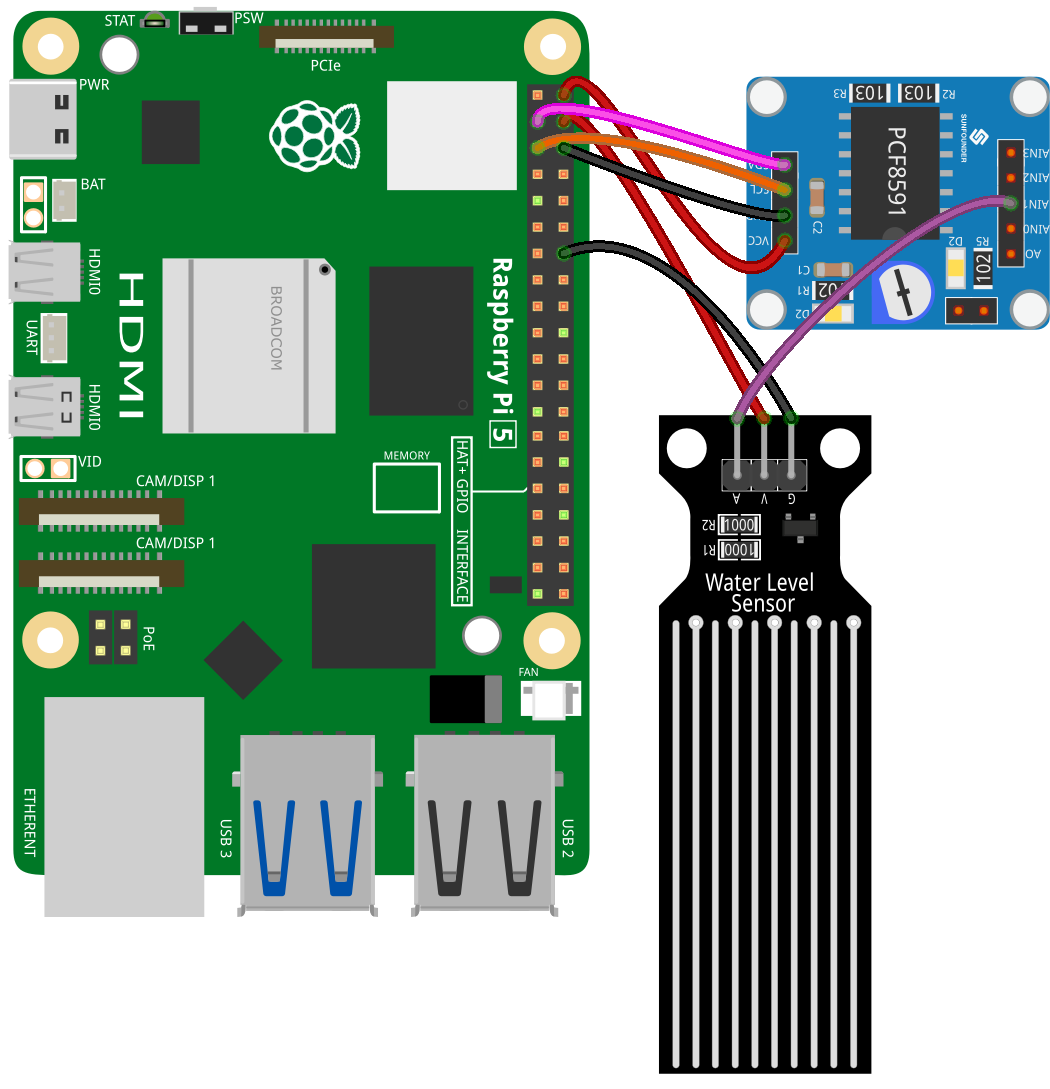 STAT
PSW
PCIe
PWR
BAT
HDMI0
HDMI
UART
HDMI0
VID
CAM/DISP 1
CAM/DISP 1
PoE
ETHERENT
USB 3
USB 2
FAN
BROADCOM
MEMORY
Raspberry Pi 5
HAT+ GPIO INTERFACE
R3
103
103
R2
PCF8591
SUNFOUNDER
VCC
C2
C1
R1
D2
D2
R5
102
AIN3
AIN2
AIN1
AIN0
AO
A
V
G
R2
1000
R1
1000
Water Level
Sensor